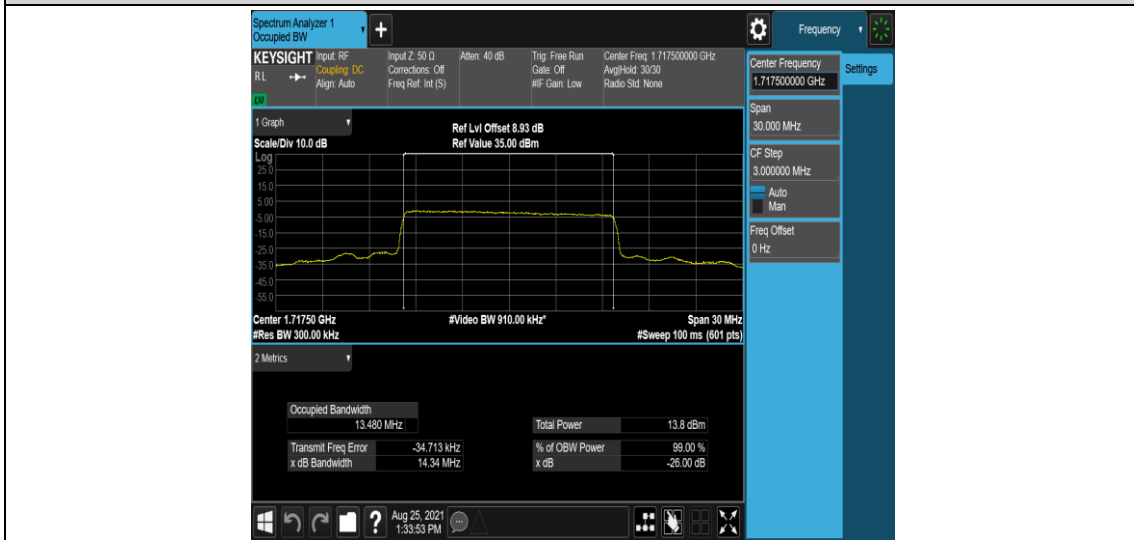 Spectrum Analyzer 1
Occupied BW
Frequency
KEYSIGHT
RL
Input: RF
Coupling: DC
Align: Auto
Input Z: 50 Ω
Corrections: Off
Freq Ref: Int (S)
Atten: 40 dB
Trig: Free Run
Gate: Off
#IF Gain: Low
Center Freq: 1.717500000 GHz
Avg|Hold: 30/30
Radio Std: None
Center Frequency
1.717500000 GHz
Settings
Span
30.000 MHz
CF Step
3.000000 MHz
Auto
Man
Freq Offset
0 Hz
1 Graph
Scale/Div 10.0 dB
Ref Lvl Offset 8.93 dB
Ref Value 35.00 dBm
Log
25.0
15.0
5.00
-5.00
-15.0
-25.0
-35.0
-45.0
-55.0
Center 1.71750 GHz
#Video BW 910.00 kHz*
Span 30 MHz
#Res BW 300.00 kHz
#Sweep 100 ms (601 pts)
2 Metrics
Occupied Bandwidth
13.480 MHz
Total Power 13.8 dBm
Transmit Freq Error -34.713 kHz
% of OBW Power 99.00 %
x dB Bandwidth 14.34 MHz
x dB -26.00 dB
?
Aug 25, 2021
1:33:53 PM